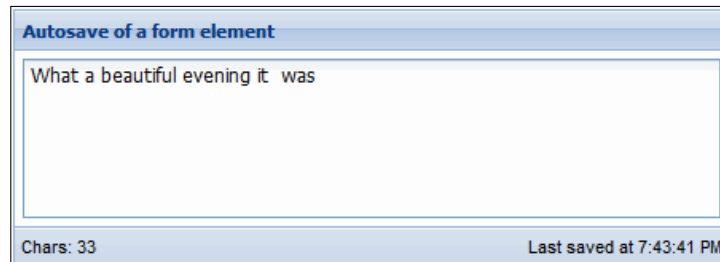 Autosave of a form element
What a beautiful evening it  was
Chars: 33
Last saved at 7:43:41 PM